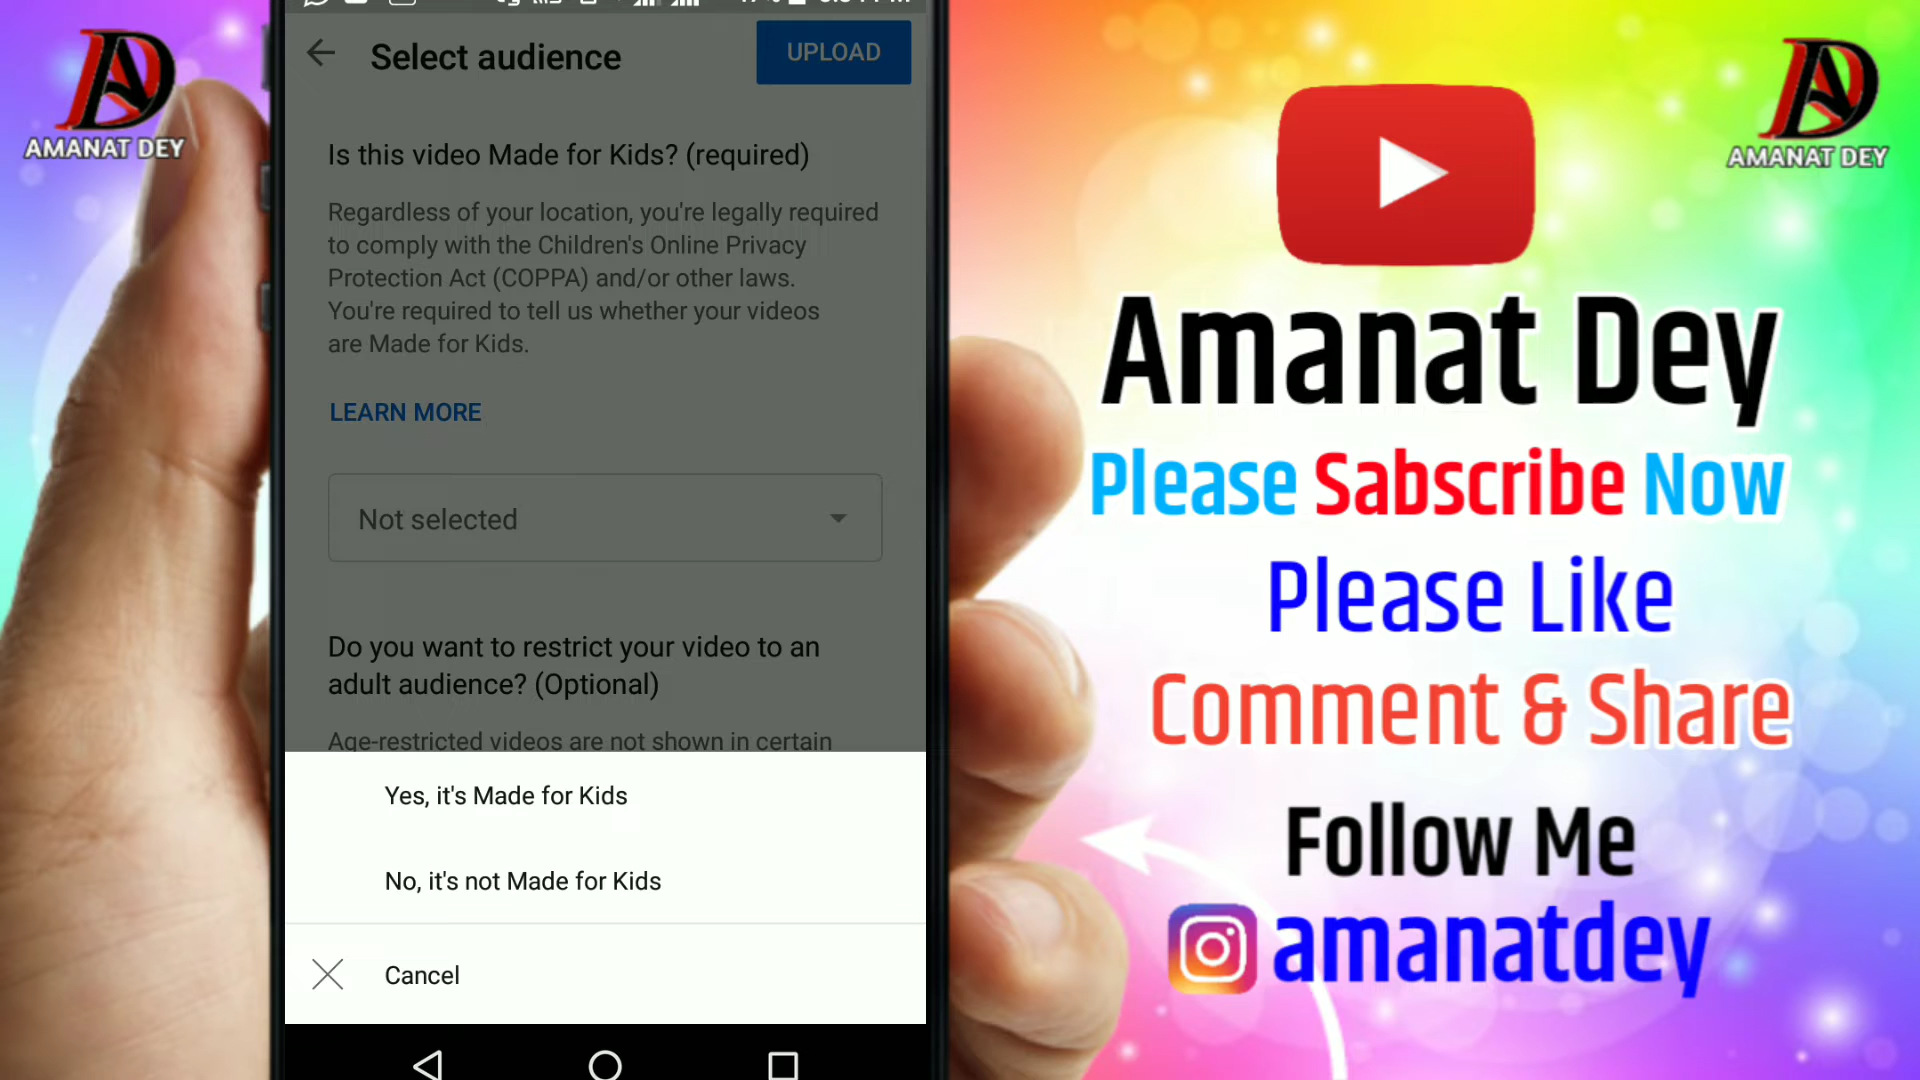 AMANAT DEY
Select audience
UPLOAD
Is this video Made for Kids? (required)
Regardless of your location, you're legally required
to comply with the Children's Online Privacy
Protection Act (COPPA) and/or other laws.
You're required to tell us whether your videos
are Made for Kids.
LEARN MORE
Not selected
Do you want to restrict your video to an
adult audience? (Optional)
Age-restricted videos are not shown in certain
Yes, it's Made for Kids
No, it's not Made for Kids
Cancel
AMANAT DEY
Amanat Dey
Please Sabscribe Now
Please Like
Comment & Share
Follow Me
amanatdey